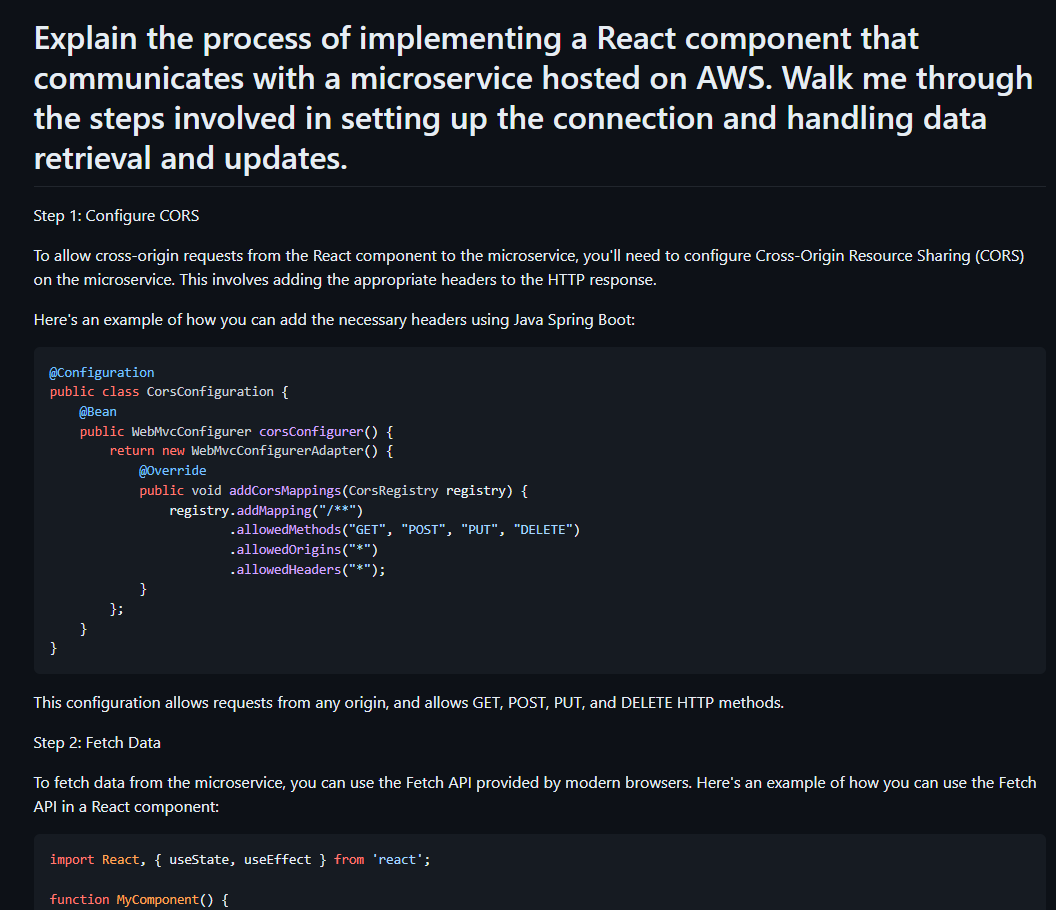 Explain the process of implementing a React component that
communicates with a microservice hosted on AWS. Walk me through
the steps involved in setting up the connection and handling data
retrieval and updates.
Step 1: Configure CORS
To allow cross-origin requests from the React component to the microservice, you'll need to configure Cross-Origin Resource Sharing (CORS)
on the microservice. This involves adding the appropriate headers to the HTTP response.
Here's an example of how you can add the necessary headers using Java Spring Boot:
@Configuration
public class CorsConfiguration {
    @Bean
    public WebMvcConfigurer corsConfigurer() {
        return new WebMvcConfigurerAdapter() {
            @Override
            public void addCorsMappings(CorsRegistry registry) {
                registry.addMapping("/**")
                        .allowedMethods("GET", "POST", "PUT", "DELETE")
                        .allowedOrigins("*")
                        .allowedHeaders("*");
            }
        };
    }
}
This configuration allows requests from any origin, and allows GET, POST, PUT, and DELETE HTTP methods.
Step 2: Fetch Data
To fetch data from the microservice, you can use the Fetch API provided by modern browsers. Here's an example of how you can use the Fetch
API in a React component:
import React, { useState, useEffect } from 'react';
function MyComponent() {